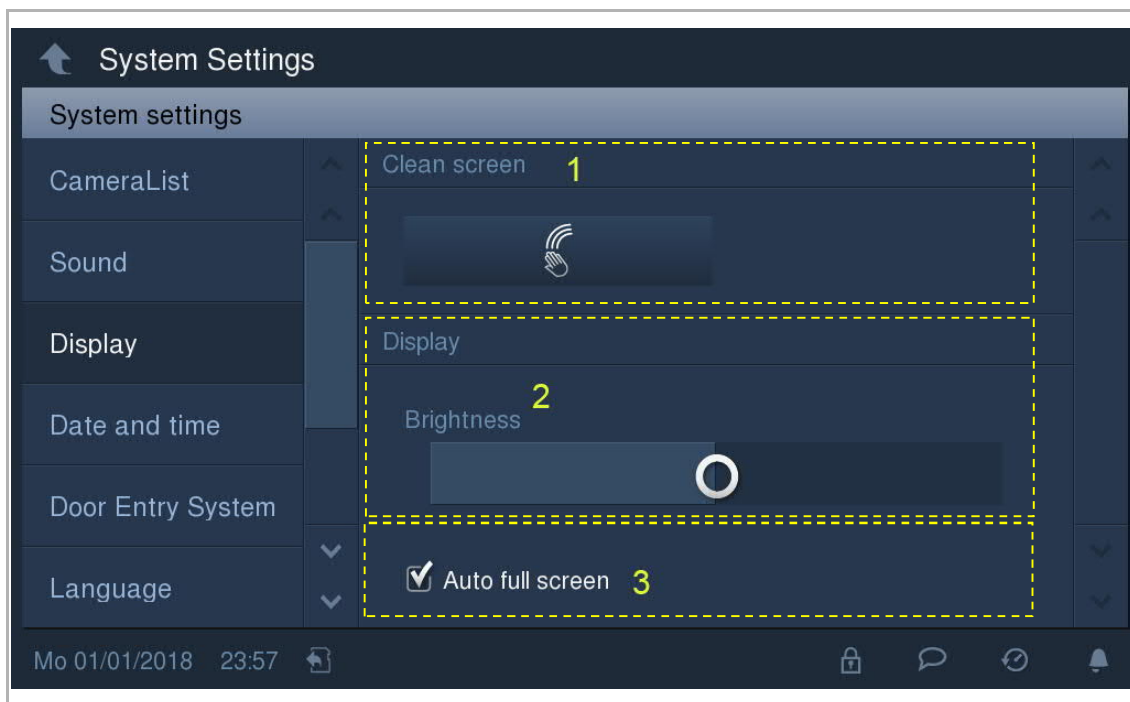 System Settings
System settings
CameraList
Sound
Display
Date and time
Door Entry System
Language
Clean screen
1
Display
2
Brightness
Auto full screen
3
Mo 01/01/2018 23:57